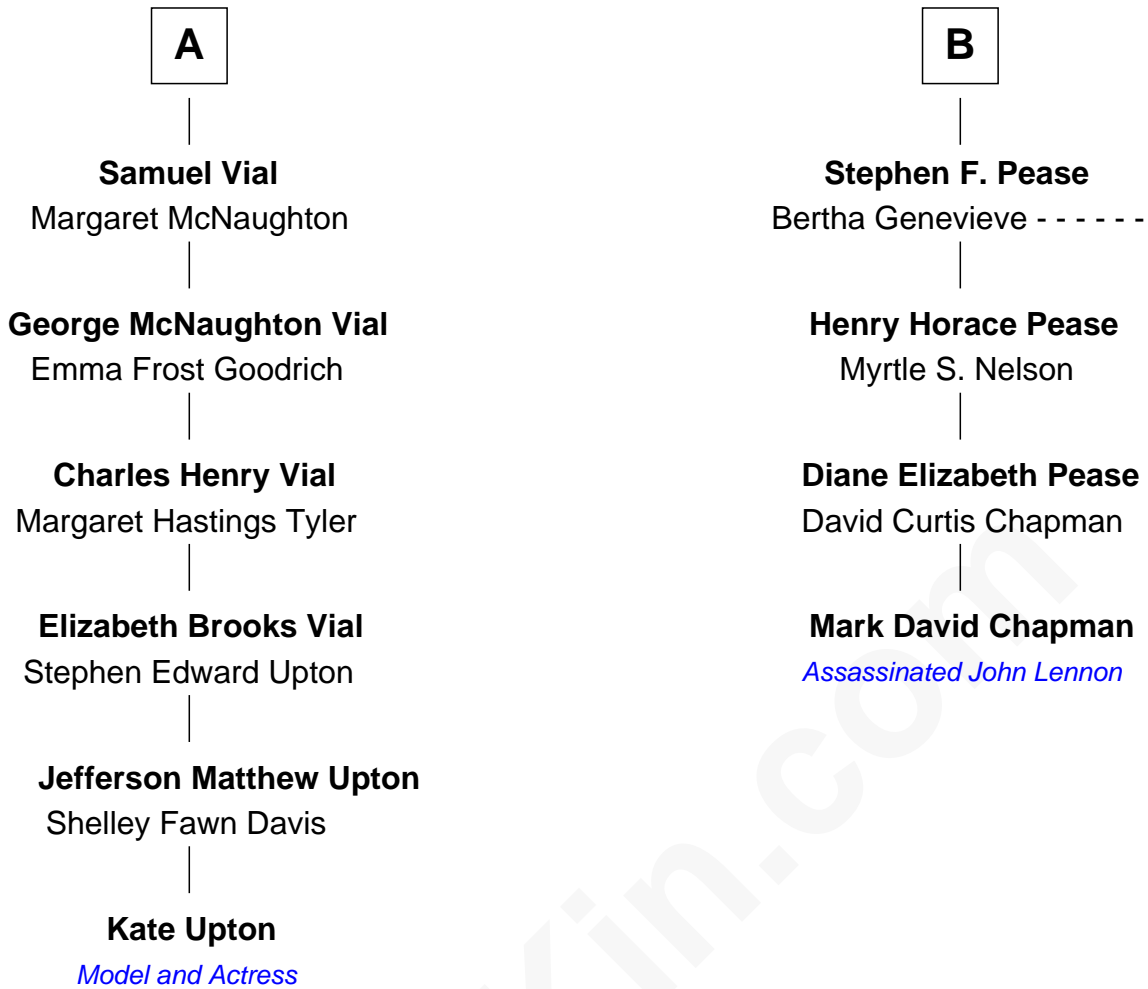 A
Samuel Vial
Margaret McNaughton
George McNaughton Vial
Emma Frost Goodrich
Charles Henry Vial
Margaret Hastings Tyler
Elizabeth Brooks Vial
Stephen Edward Upton
Jefferson Matthew Upton
Shelley Fawn Davis
Kate Upton
Model and Actress
B
Stephen F. Pease
Bertha Genevieve - - - - - -
Henry Horace Pease
Myrtle S. Nelson
Diane Elizabeth Pease
David Curtis Chapman
Mark David Chapman
Assassinated John Lennon
Kin.com